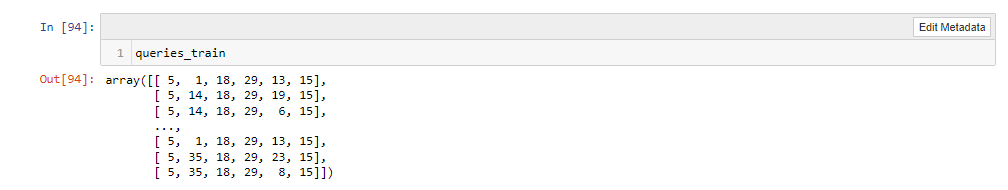 In [94]:
Edit Metadata
1 queries_train
Out[94]: array([[ 5,  1, 18, 29, 13, 15],
[ 5, 14, 18, 29, 19, 15],
[ 5, 14, 18, 29,  6, 15],
...,
[ 5,  1, 18, 29, 13, 15],
[ 5, 35, 18, 29, 23, 15],
[ 5, 35, 18, 29,  8, 15]])